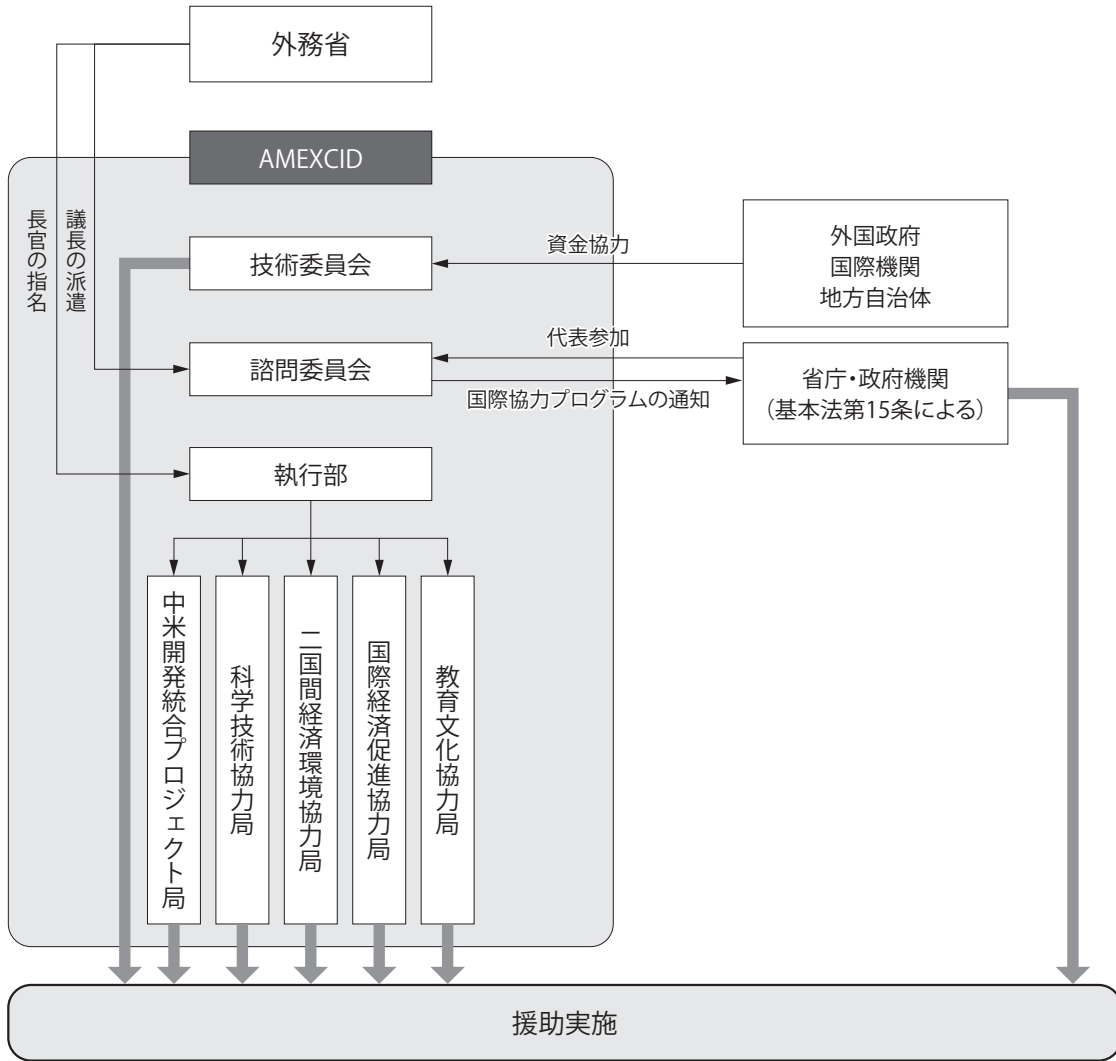 外務省
AMEXCID
長官の指名
議長の派遣
技術委員会
資金協力
外国政府
国際機関
地方自治体
諮問委員会
代表参加
国際協力プログラムの通知
省庁・政府機関
（基本法第15条による）
執行部
中米開発統合プロジェクト局
科学技術協力局
二国間経済環境協力局
国際経済促進協力局
教育文化協力局
援助実施